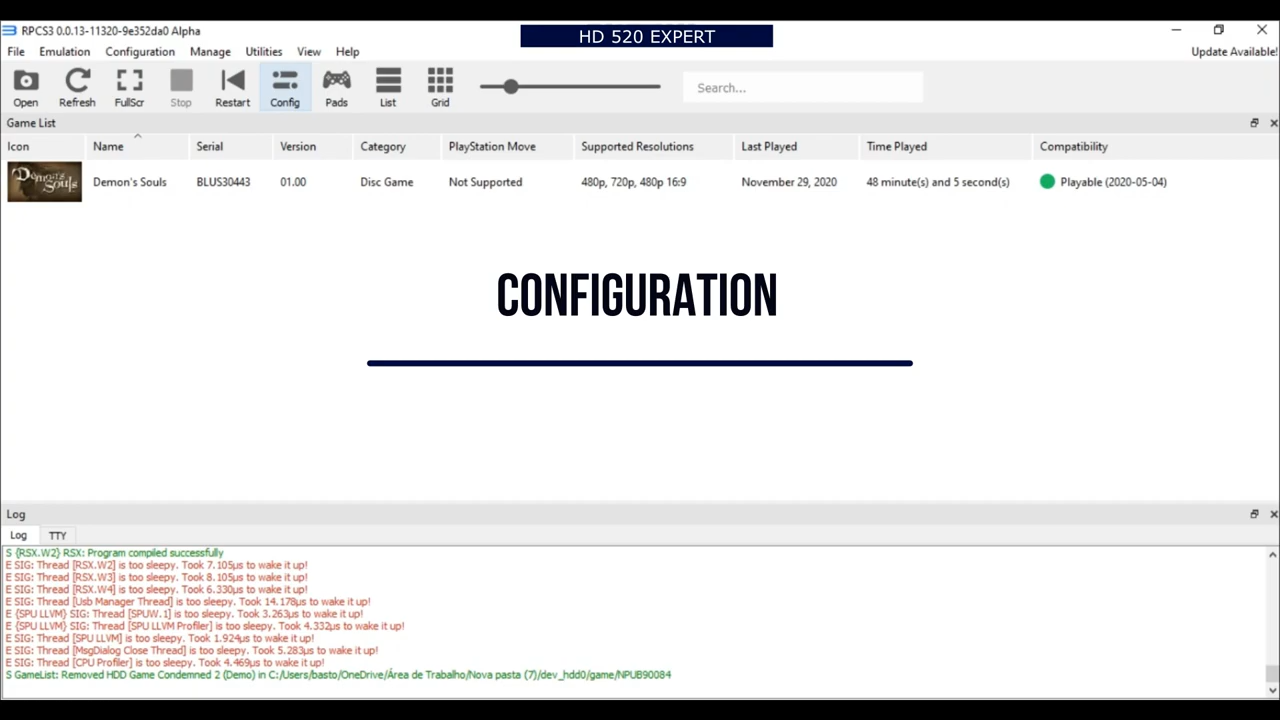 RPCS3 0.0.13-11320-9e352da0 Alpha
HD 520 EXPERT
File Emulation Configuration Manage Utilities View Help
Update Available!
Open Refresh FullScr Stop Restart Config Pads List Grid
Search...
Game List
Icon Name Serial Version Category PlayStation Move Supported Resolutions Last Played Time Played Compatibility
Demon's Souls
Demon's Souls BLUS30443 01.00 Disc Game Not Supported 480p, 720p, 480p 16:9 November 29, 2020 48 minute(s) and 5 second(s) Playable (2020-05-04)
CONFIGURATION
Log
Log TTY
S {RSX.W2} RSX: Program compiled successfully
E SIG: Thread [RSX.W2] is too sleepy. Took 7.105µs to wake it up!
E SIG: Thread [RSX.W3] is too sleepy. Took 8.105µs to wake it up!
E SIG: Thread [RSX.W4] is too sleepy. Took 6.330µs to wake it up!
E SIG: Thread [Usb Manager Thread] is too sleepy. Took 14.178µs to wake it up!
E {SPU LLVM} SIG: Thread [SPUW.1] is too sleepy. Took 3.263µs to wake it up!
E {SPU LLVM} SIG: Thread [SPU LLVM Profiler] is too sleepy. Took 4.332µs to wake it up!
E SIG: Thread [SPU LLVM] is too sleepy. Took 1.924µs to wake it up!
E SIG: Thread [MsgDialog Close Thread] is too sleepy. Took 5.283µs to wake it up!
E SIG: Thread [CPU Profiler] is too sleepy. Took 4.469µs to wake it up!
S GameList: Removed HDD Game Condemned 2 (Demo) in C:/Users/basto/OneDrive/Área de Trabalho/Nova pasta (7)/dev_hdd0/game/NPUB90084